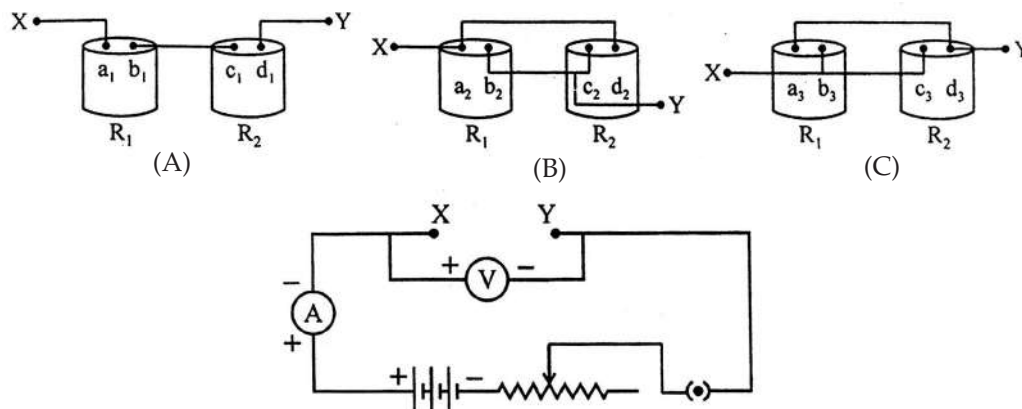 X Y
a₁ b₁ c₁ d₁
R₁ R₂
(A)
X
a₂ b₂ c₂ d₂
Y
R₁ R₂
(B)
Y
X
a₃ b₃ c₃ d₃
R₁ R₂
(C)
X Y
+ V −
−
A
+
+ −